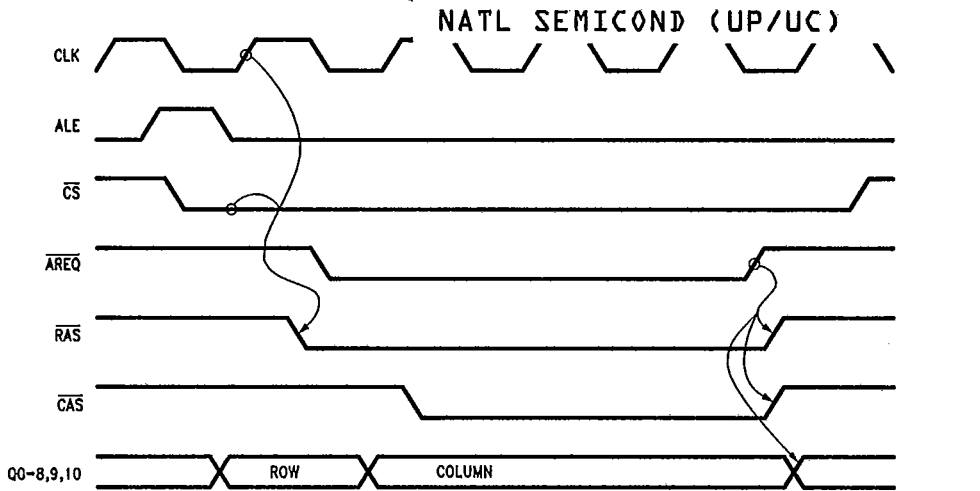 NATL SEMICOND (UP/UC)
CLK
ALE
CS
AREQ
RAS
CAS
Q0-8,9,10 ROW COLUMN